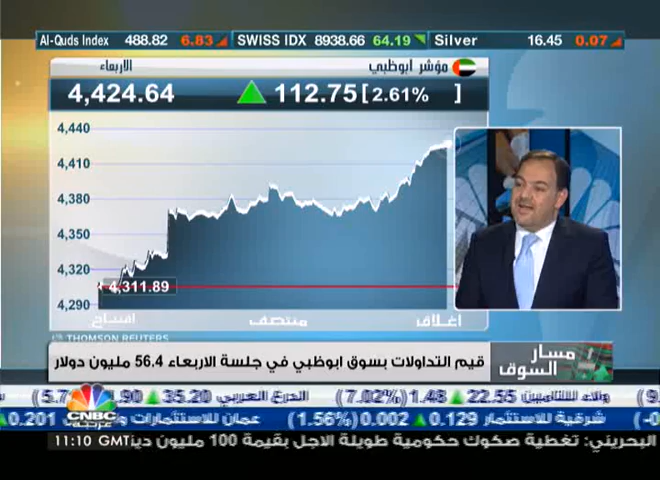 Al-Quds Index 488.82 6.83 SWISS IDX 8938.66 64.19 Silver 16.45 0.07
الاربعاء
مؤشر ابوظبي
4,424.64 112.75 [2.61% ]
4,440
4,410
4,380
4,350
4,320
4,290
4,311.89
افتتاح منتصف اغلاق
THOMSON REUTERS
مسار السوق
قيم التداولات بسوق ابوظبي في جلسة الاربعاء 56.4 مليون دولار
ولاء للتامين 22.55 1.48 (7.02%) الدرع العربي 35.20
شرقية للاستثمار 0.129 0.002 (1.56%) عمان للاستثمارات 0.201
CNBC
عربية
11:10 GMT
البحريني: تغطية صكوك حكومية طويلة الاجل بقيمة 100 مليون